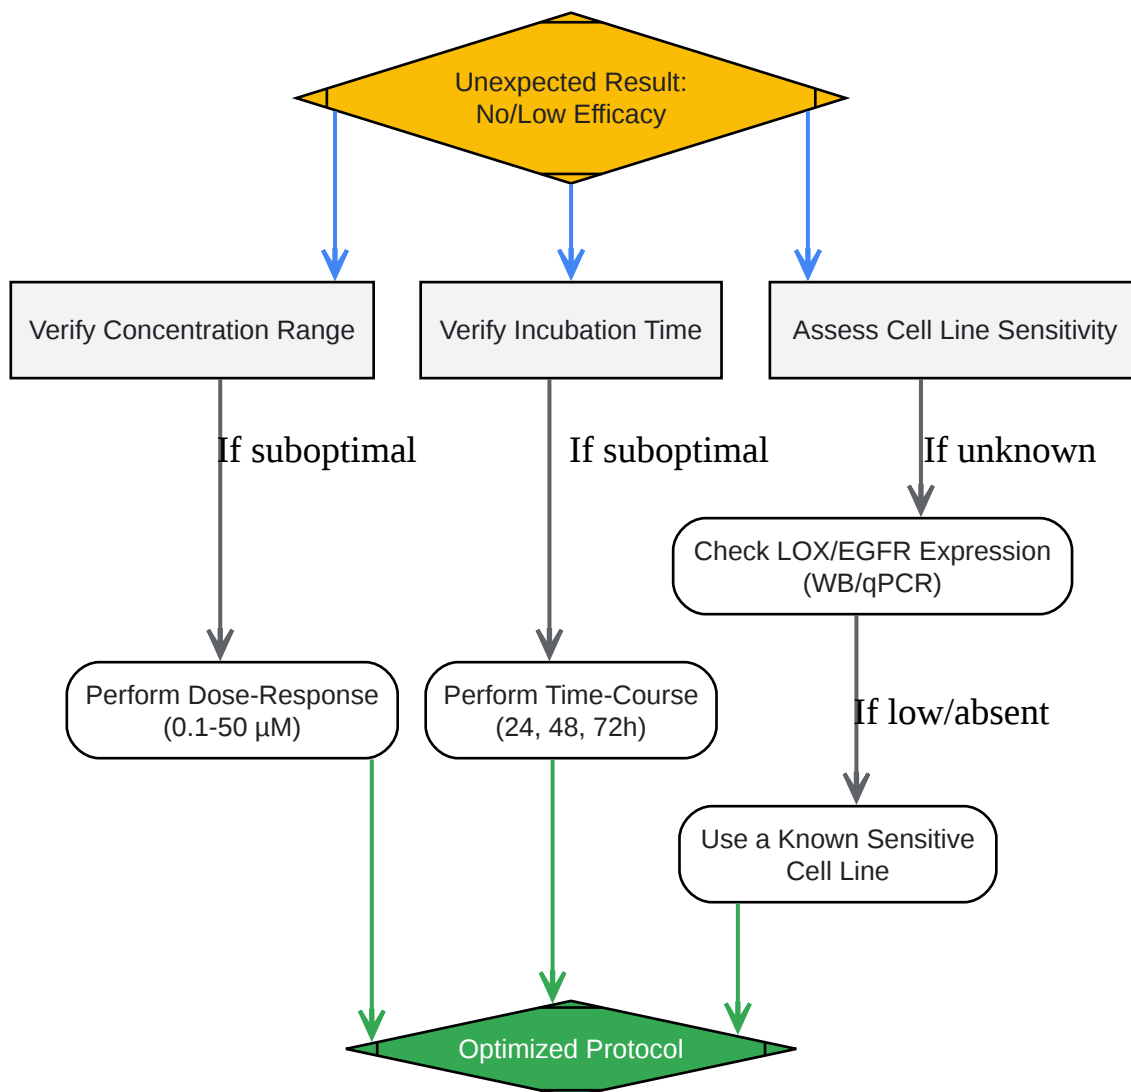 Unexpected Result:
No/Low Efficacy
Verify Concentration Range
Verify Incubation Time
Assess Cell Line Sensitivity
If suboptimal
If suboptimal
If unknown
Check LOX/EGFR Expression
(WB/qPCR)
Perform Dose-Response
(0.1-50 µM)
Perform Time-Course
(24, 48, 72h)
If low/absent
Use a Known Sensitive
Cell Line
Optimized Protocol